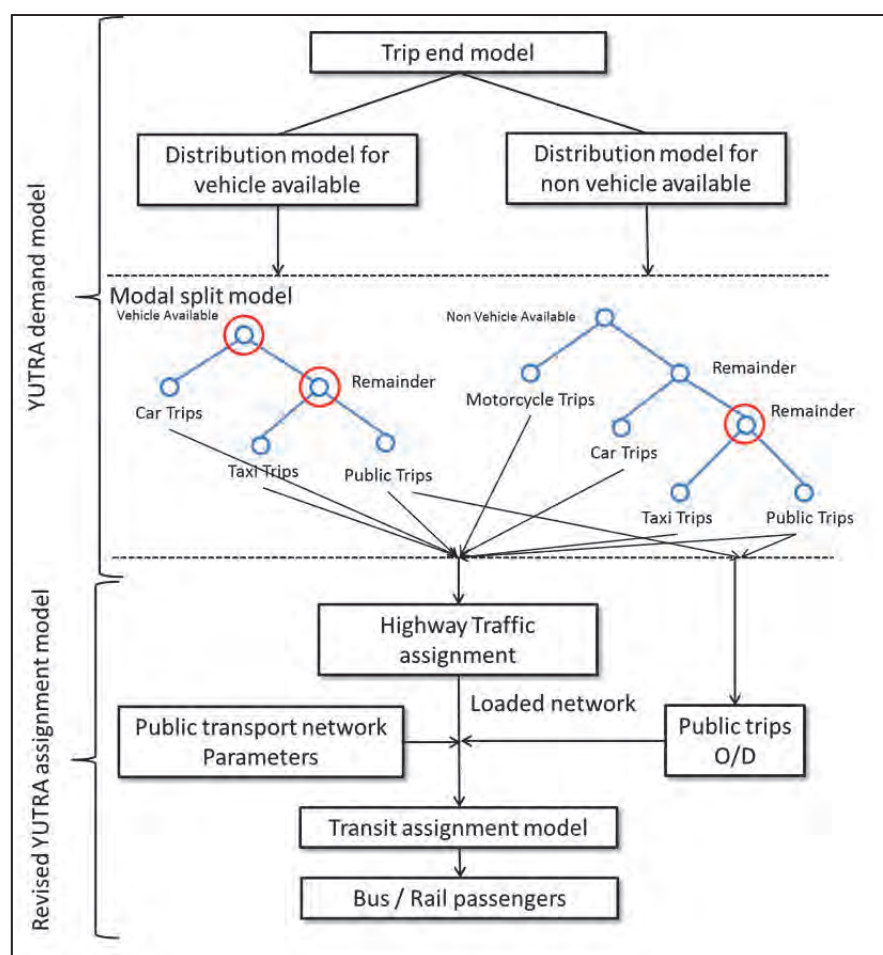 Trip end model
Distribution model for
vehicle available
Distribution model for
non vehicle available
YUTRA demand model
Modal split model
Vehicle Available
Non Vehicle Available
Remainder
Remainder
Car Trips
Motorcycle Trips
Remainder
Car Trips
Taxi Trips
Public Trips
Taxi Trips
Public Trips
Revised YUTRA assignment model
Highway Traffic
assignment
Loaded network
Public transport network
Parameters
Public trips
O/D
Transit assignment model
Bus / Rail passengers